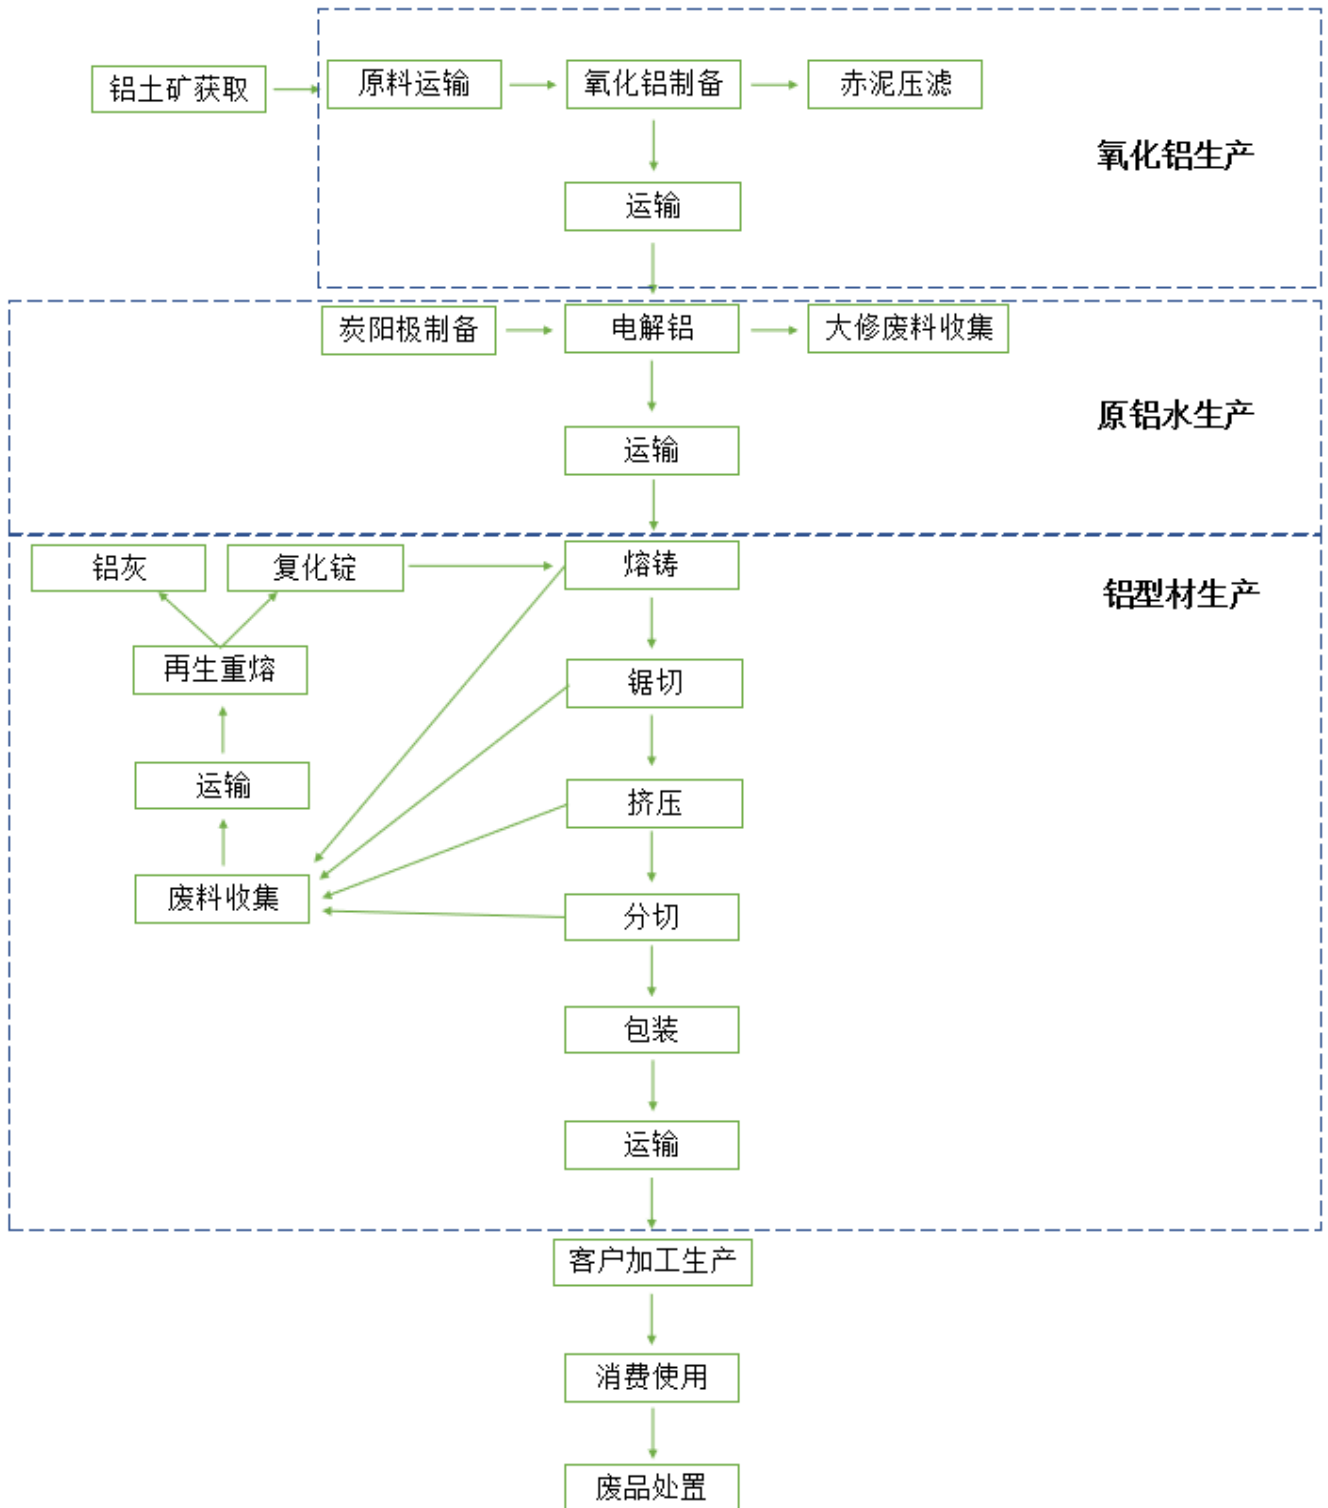 铝土矿获取
原料运输
氧化铝制备
赤泥压滤
氧化铝生产
运输
炭阳极制备
电解铝
大修废料收集
原铝水生产
运输
铝灰
复化锭
熔铸
铝型材生产
再生重熔
锯切
运输
挤压
废料收集
分切
包装
运输
客户加工生产
消费使用
废品处置